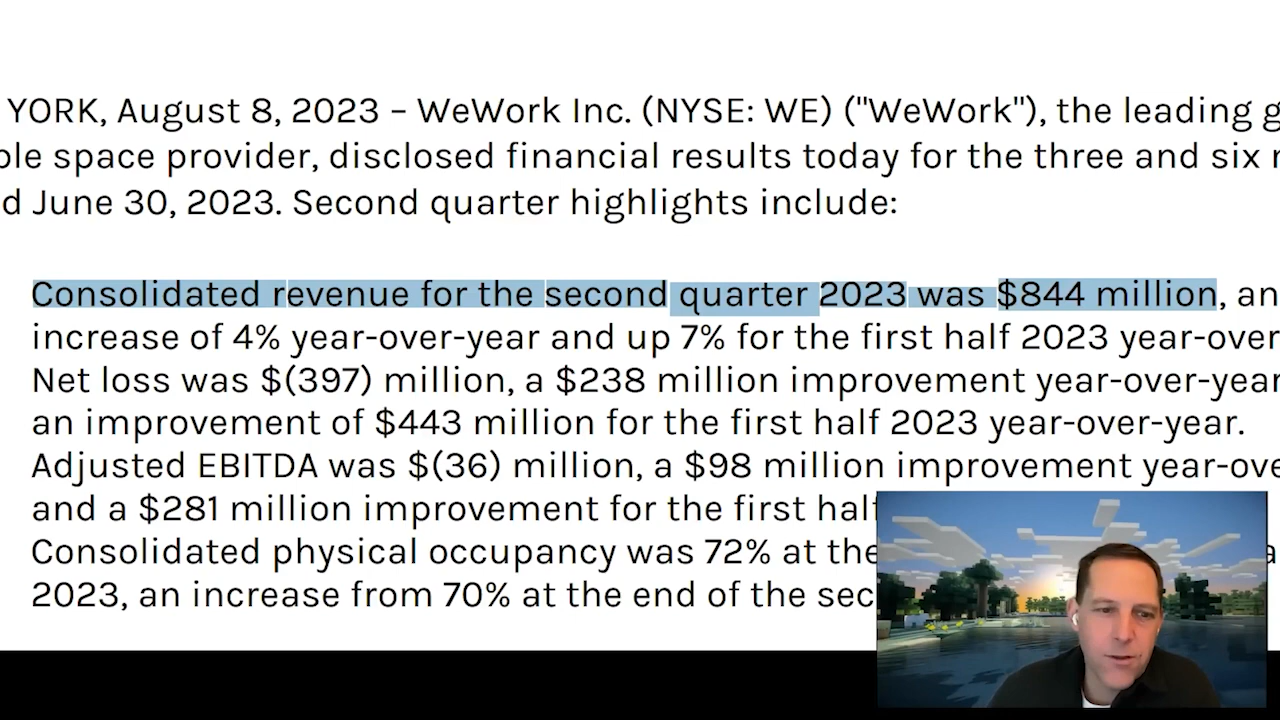 YORK, August 8, 2023 – WeWork Inc. (NYSE: WE) ("WeWork"), the leading g
ble space provider, disclosed financial results today for the three and six
d June 30, 2023. Second quarter highlights include:
Consolidated revenue for the second quarter 2023 was $844 million, an
increase of 4% year-over-year and up 7% for the first half 2023 year-over
Net loss was $(397) million, a $238 million improvement year-over-year
an improvement of $443 million for the first half 2023 year-over-year.
Adjusted EBITDA was $(36) million, a $98 million improvement year-ove
and a $281 million improvement for the first half
Consolidated physical occupancy was 72% at the
2023, an increase from 70% at the end of the sec